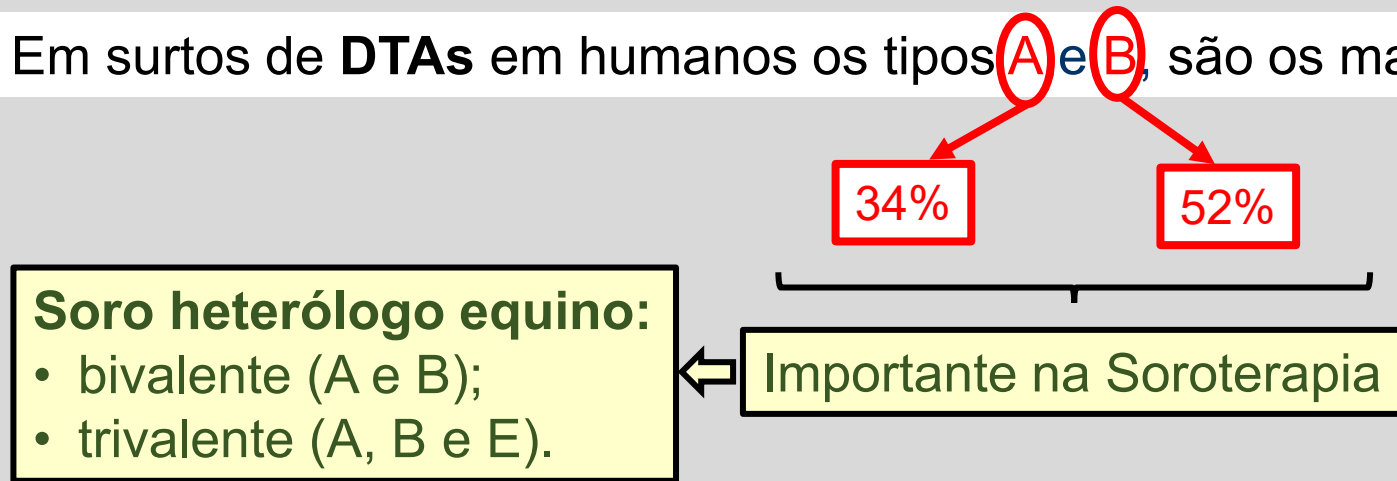 Em surtos de DTAs em humanos os tipos A e B, são os
34%
52%
Soro heterólogo equino:
• bivalente (A e B);
• trivalente (A, B e E).
Importante na Soroterapia